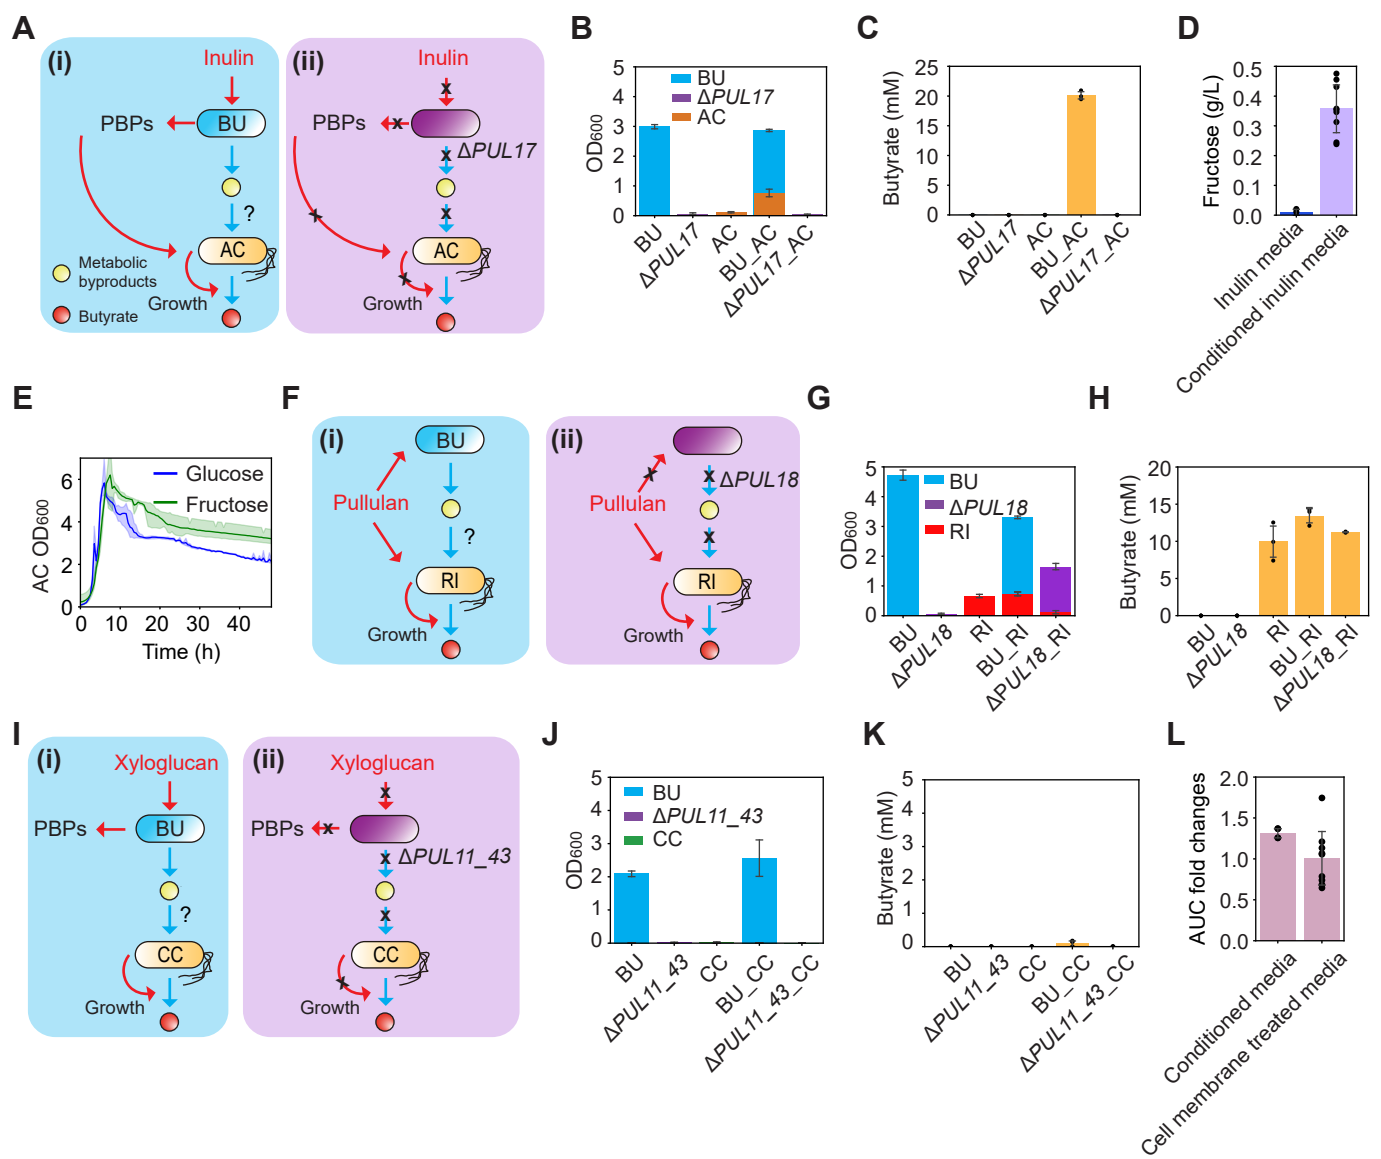 A
(i)
Inulin
PBPs
BU
?
AC
Metabolic
byproducts
Growth
Butyrate
(ii)
Inulin
x
PBPs
x
x
ΔPUL17
x
x
AC
x
Growth
B
OD600
5
4
3
2
1
0
BU
ΔPUL17
AC
BU
ΔPUL17
AC
BU_AC
ΔPUL17_AC
C
Butyrate (mM)
25
20
15
10
5
0
BU
ΔPUL17
AC
BU_AC
ΔPUL17_AC
D
Fructose (g/L)
0.5
0.4
0.3
0.2
0.1
0.0
Inulin media
Conditioned inulin media
E
AC OD600
6
4
2
0
Glucose
Fructose
0
10
20
30
40
Time (h)
F
(i)
BU
Pullulan
?
RI
Growth
(ii)
x
x
ΔPUL18
Pullulan
x
RI
Growth
G
OD600
5
4
3
2
1
0
BU
ΔPUL18
RI
BU
ΔPUL18
RI
BU_RI
ΔPUL18_RI
H
Butyrate (mM)
20
15
10
5
0
BU
ΔPUL18
RI
BU_RI
ΔPUL18_RI
I
(i)
Xyloglucan
PBPs
BU
?
CC
Growth
(ii)
Xyloglucan
x
PBPs
x
x
ΔPUL11_43
x
CC
x
Growth
J
OD600
5
4
3
2
1
0
BU
ΔPUL11_43
CC
BU
ΔPUL11_43
CC
BU_CC
ΔPUL11_43_CC
K
Butyrate (mM)
5
4
3
2
1
0
BU
ΔPUL11_43
CC
BU_CC
ΔPUL11_43_CC
L
AUC fold changes
2.0
1.5
1.0
0.5
0.0
Conditioned media
Cell membrane treated media